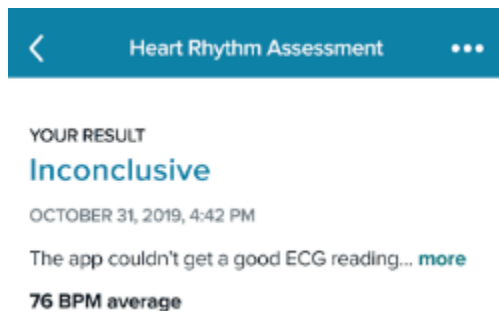 Heart Rhythm Assessment
YOUR RESULT
Inconclusive
OCTOBER 31, 2019, 4:42 PM
The app couldn't get a good ECG reading... more
76 BPM average